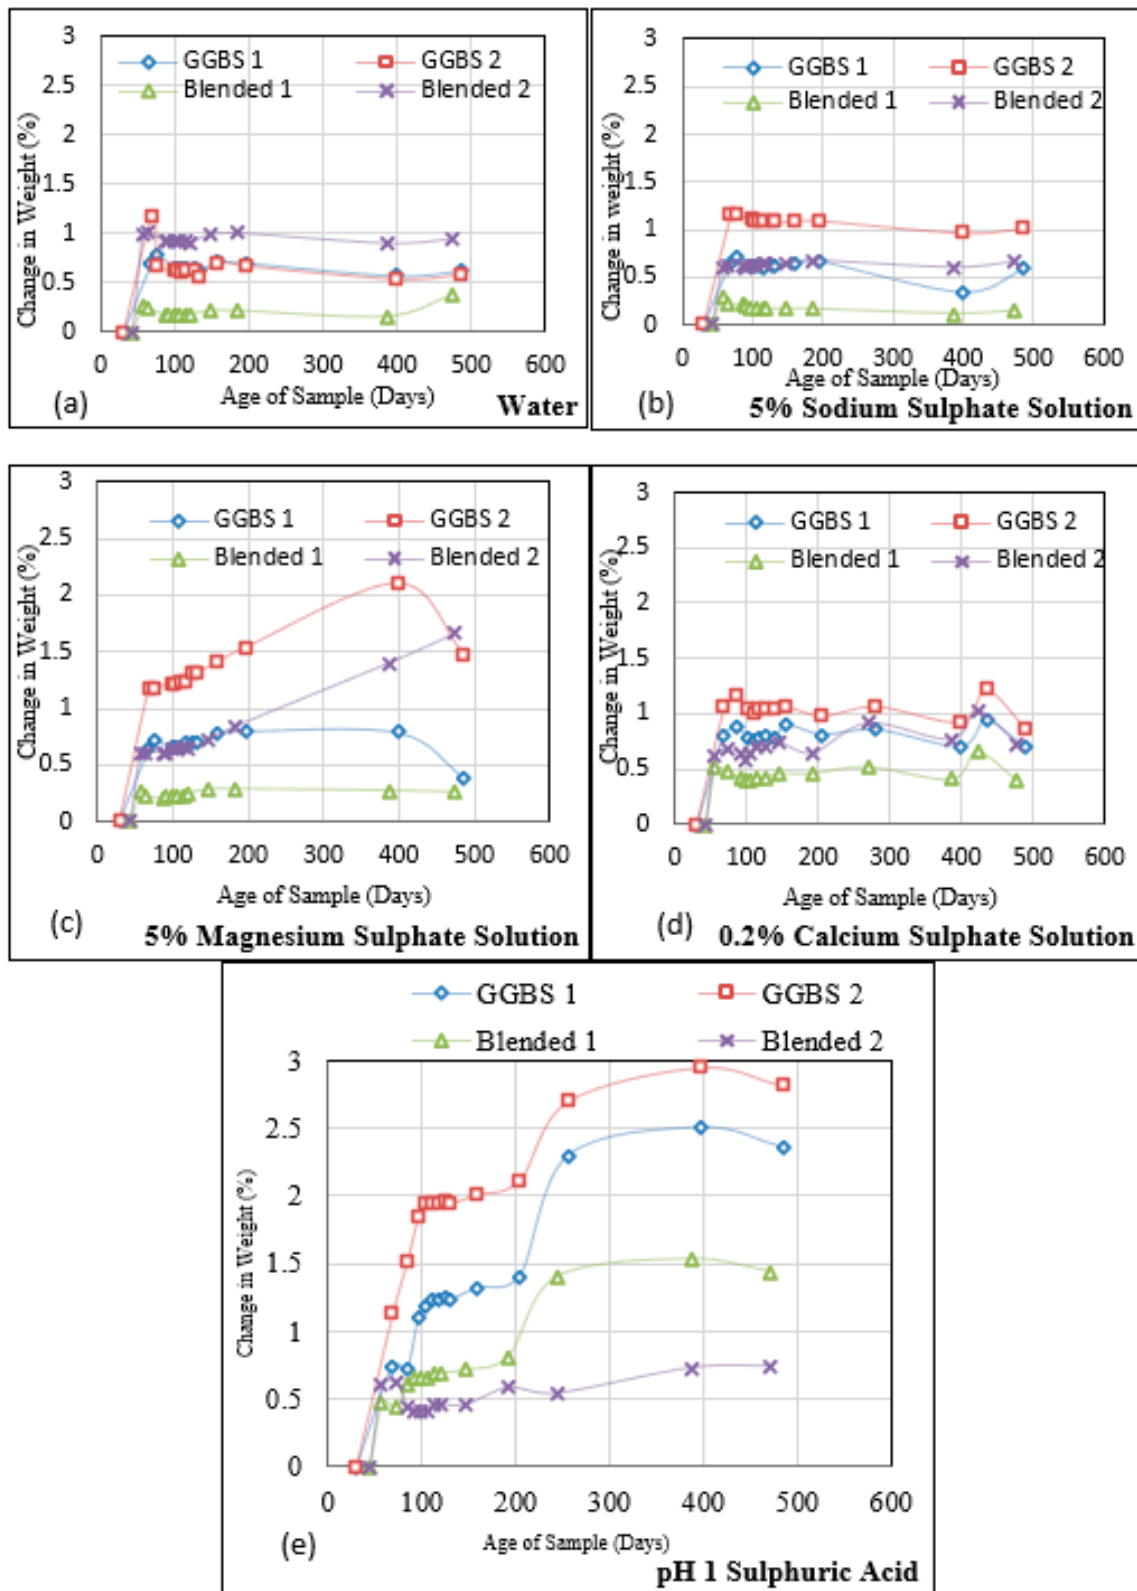 3
2.5
2
1.5
1
0.5
0
Change in Weight (%)
GGBS 1
GGBS 2
Blended 1
Blended 2
0 100 200 300 400 500 600
Age of Sample (Days)
(a)
Water
3
2.5
2
1.5
1
0.5
0
Change in weight (%)
GGBS 1
GGBS 2
Blended 1
Blended 2
0 100 200 300 400 500 600
Age of Sample (Days)
(b)
5% Sodium Sulphate Solution
3
2.5
2
1.5
1
0.5
0
Change in Weight (%)
GGBS 1
GGBS 2
Blended 1
Blended 2
0 100 200 300 400 500 600
Age of Sample (Days)
(c)
5% Magnesium Sulphate Solution
3
2.5
2
1.5
1
0.5
0
Change in Weight (%)
GGBS 1
GGBS 2
Blended 1
Blended 2
0 100 200 300 400 500 600
Age of Sample (Days)
(d)
0.2% Calcium Sulphate Solution
GGBS 1
GGBS 2
Blended 1
Blended 2
3
2.5
2
1.5
1
0.5
0
Change in Weight (%)
0 100 200 300 400 500 600
Age of Sample (Days)
(e)
pH 1 Sulphuric Acid